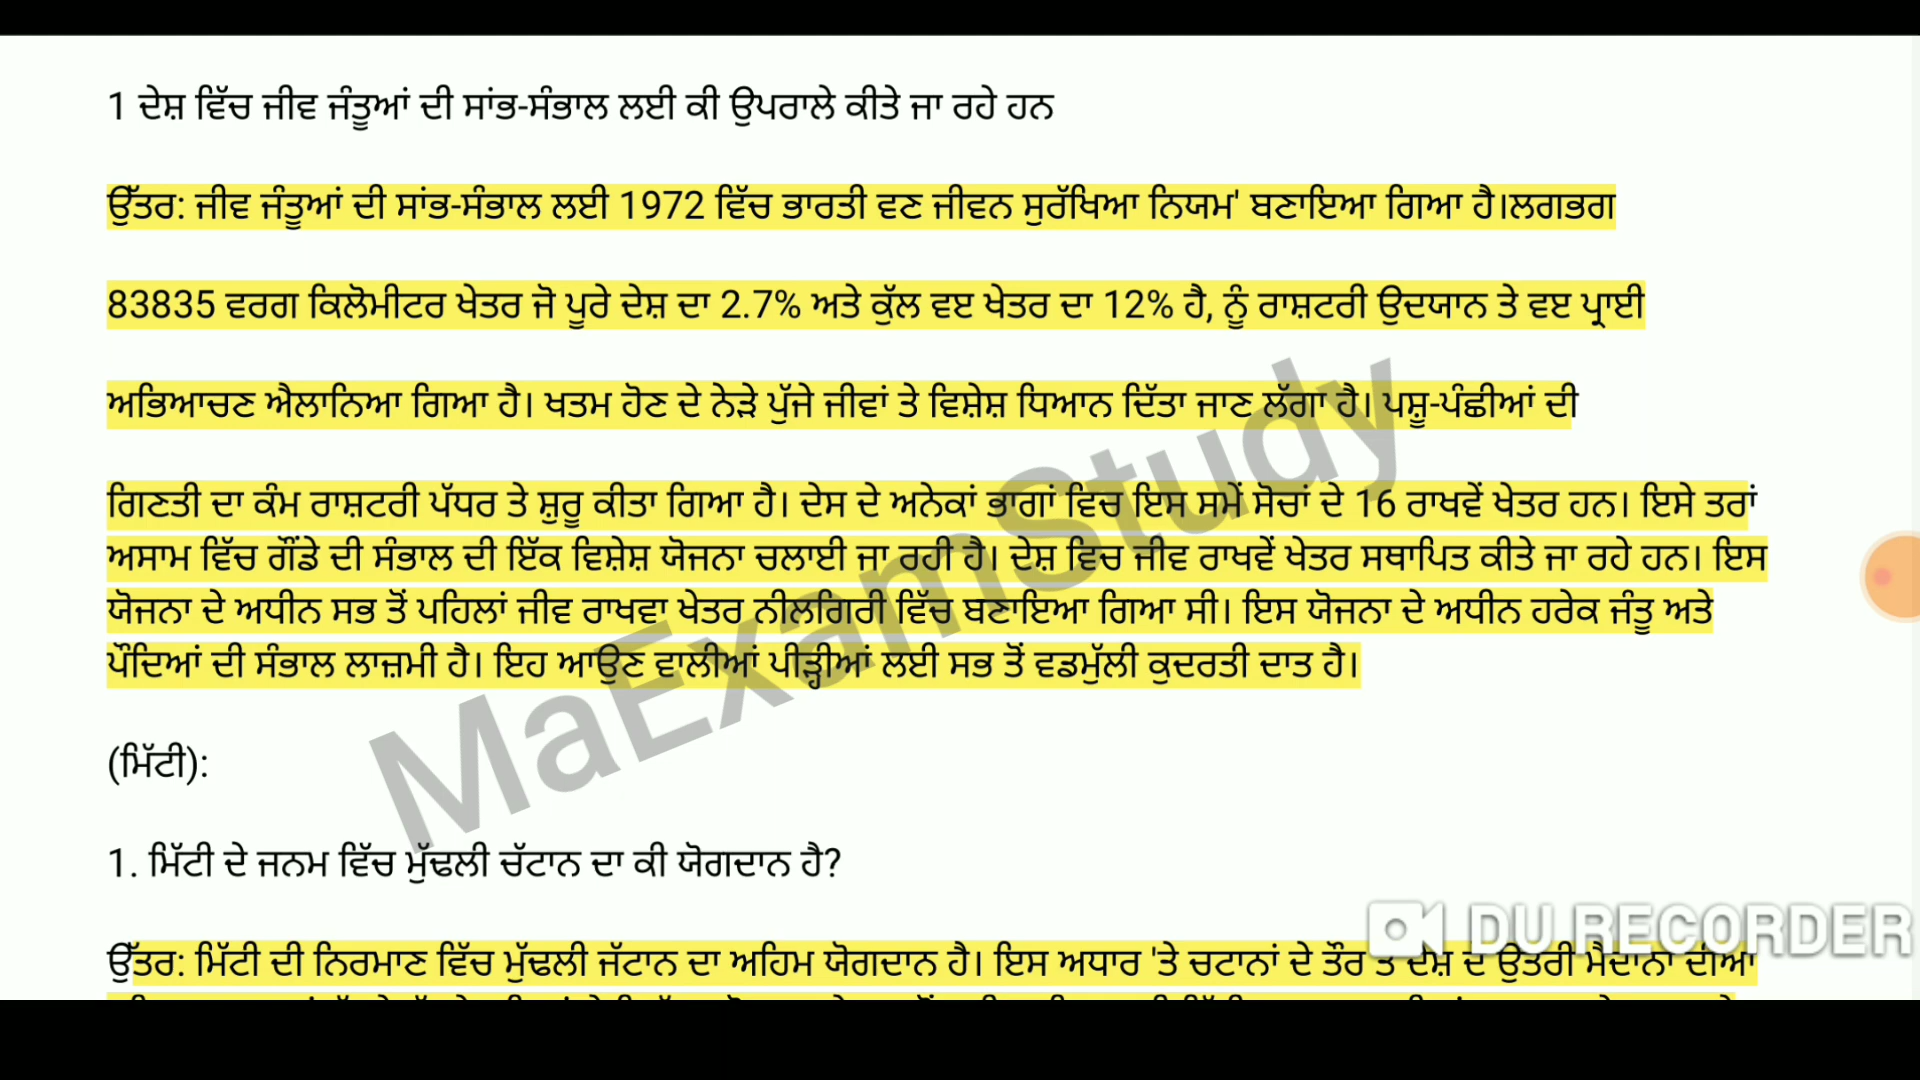 1 ਦੇਸ਼ ਵਿੱਚ ਜੀਵ ਜੰਤੂਆਂ ਦੀ ਸਾਂਭ-ਸੰਭਾਲ ਲਈ ਕੀ ਉਪਰਾਲੇ ਕੀਤੇ ਜਾ ਰਹੇ ਹਨ
ਉੱਤਰ: ਜੀਵ ਜੰਤੂਆਂ ਦੀ ਸਾਂਭ-ਸੰਭਾਲ ਲਈ 1972 ਵਿੱਚ ਭਾਰਤੀ ਵਣ ਜੀਵਨ ਸੁਰੱਖਿਆ ਨਿਯਮ' ਬਣਾਇਆ ਗਿਆ ਹੈ।ਲਗਭਗ
83835 ਵਰਗ ਕਿਲੋਮੀਟਰ ਖੇਤਰ ਜੋ ਪੂਰੇ ਦੇਸ਼ ਦਾ 2.7% ਅਤੇ ਕੁੱਲ ਵਣ ਖੇਤਰ ਦਾ 12% ਹੈ, ਨੂੰ ਰਾਸ਼ਟਰੀ ਉਦਯਾਨ ਤੇ ਵਣ ਪ੍ਰਾਈ
ਅਭਿਆਚਣ ਐਲਾਨਿਆ ਗਿਆ ਹੈ। ਖਤਮ ਹੋਣ ਦੇ ਨੇੜੇ ਪੁੱਜੇ ਜੀਵਾਂ ਤੇ ਵਿਸ਼ੇਸ਼ ਧਿਆਨ ਦਿੱਤਾ ਜਾਣ ਲੱਗਾ ਹੈ। ਪਸ਼ੂ-ਪੰਛੀਆਂ ਦੀ
ਗਿਣਤੀ ਦਾ ਕੰਮ ਰਾਸ਼ਟਰੀ ਪੱਧਰ ਤੇ ਸ਼ੁਰੂ ਕੀਤਾ ਗਿਆ ਹੈ। ਦੇਸ ਦੇ ਅਨੇਕਾਂ ਭਾਗਾਂ ਵਿਚ ਇਸ ਸਮੇਂ ਸੋਚਾਂ ਦੇ 16 ਰਾਖਵੇਂ ਖੇਤਰ ਹਨ। ਇਸੇ ਤਰਾਂ
ਅਸਾਮ ਵਿੱਚ ਗੌਂਡੇ ਦੀ ਸੰਭਾਲ ਦੀ ਇੱਕ ਵਿਸ਼ੇਸ਼ ਯੋਜਨਾ ਚਲਾਈ ਜਾ ਰਹੀ ਹੈ। ਦੇਸ਼ ਵਿਚ ਜੀਵ ਰਾਖਵੇਂ ਖੇਤਰ ਸਥਾਪਿਤ ਕੀਤੇ ਜਾ ਰਹੇ ਹਨ। ਇਸ
ਯੋਜਨਾ ਦੇ ਅਧੀਨ ਸਭ ਤੋਂ ਪਹਿਲਾਂ ਜੀਵ ਰਾਖਵਾ ਖੇਤਰ ਨੀਲਗਿਰੀ ਵਿੱਚ ਬਣਾਇਆ ਗਿਆ ਸੀ। ਇਸ ਯੋਜਨਾ ਦੇ ਅਧੀਨ ਹਰੇਕ ਜੰਤੂ ਅਤੇ
ਪੌਦਿਆਂ ਦੀ ਸੰਭਾਲ ਲਾਜ਼ਮੀ ਹੈ। ਇਹ ਆਉਣ ਵਾਲੀਆਂ ਪੀੜ੍ਹੀਆਂ ਲਈ ਸਭ ਤੋਂ ਵਡਮੁੱਲੀ ਕੁਦਰਤੀ ਦਾਤ ਹੈ।
MaExamStudy
(ਮਿੱਟੀ):
1. ਮਿੱਟੀ ਦੇ ਜਨਮ ਵਿੱਚ ਮੁੱਢਲੀ ਚੱਟਾਨ ਦਾ ਕੀ ਯੋਗਦਾਨ ਹੈ?
DU RECORDER
ਉੱਤਰ: ਮਿੱਟੀ ਦੀ ਨਿਰਮਾਣ ਵਿੱਚ ਮੁੱਢਲੀ ਜੱਟਾਨ ਦਾ ਅਹਿਮ ਯੋਗਦਾਨ ਹੈ। ਇਸ ਅਧਾਰ 'ਤੇ ਚਟਾਨਾਂ ਦੇ ਤੌਰ ਤੇ ਦੇਸ਼ ਦੇ ਉਤਰੀ ਮੈਦਾਨਾਂ ਦੀਆਂ